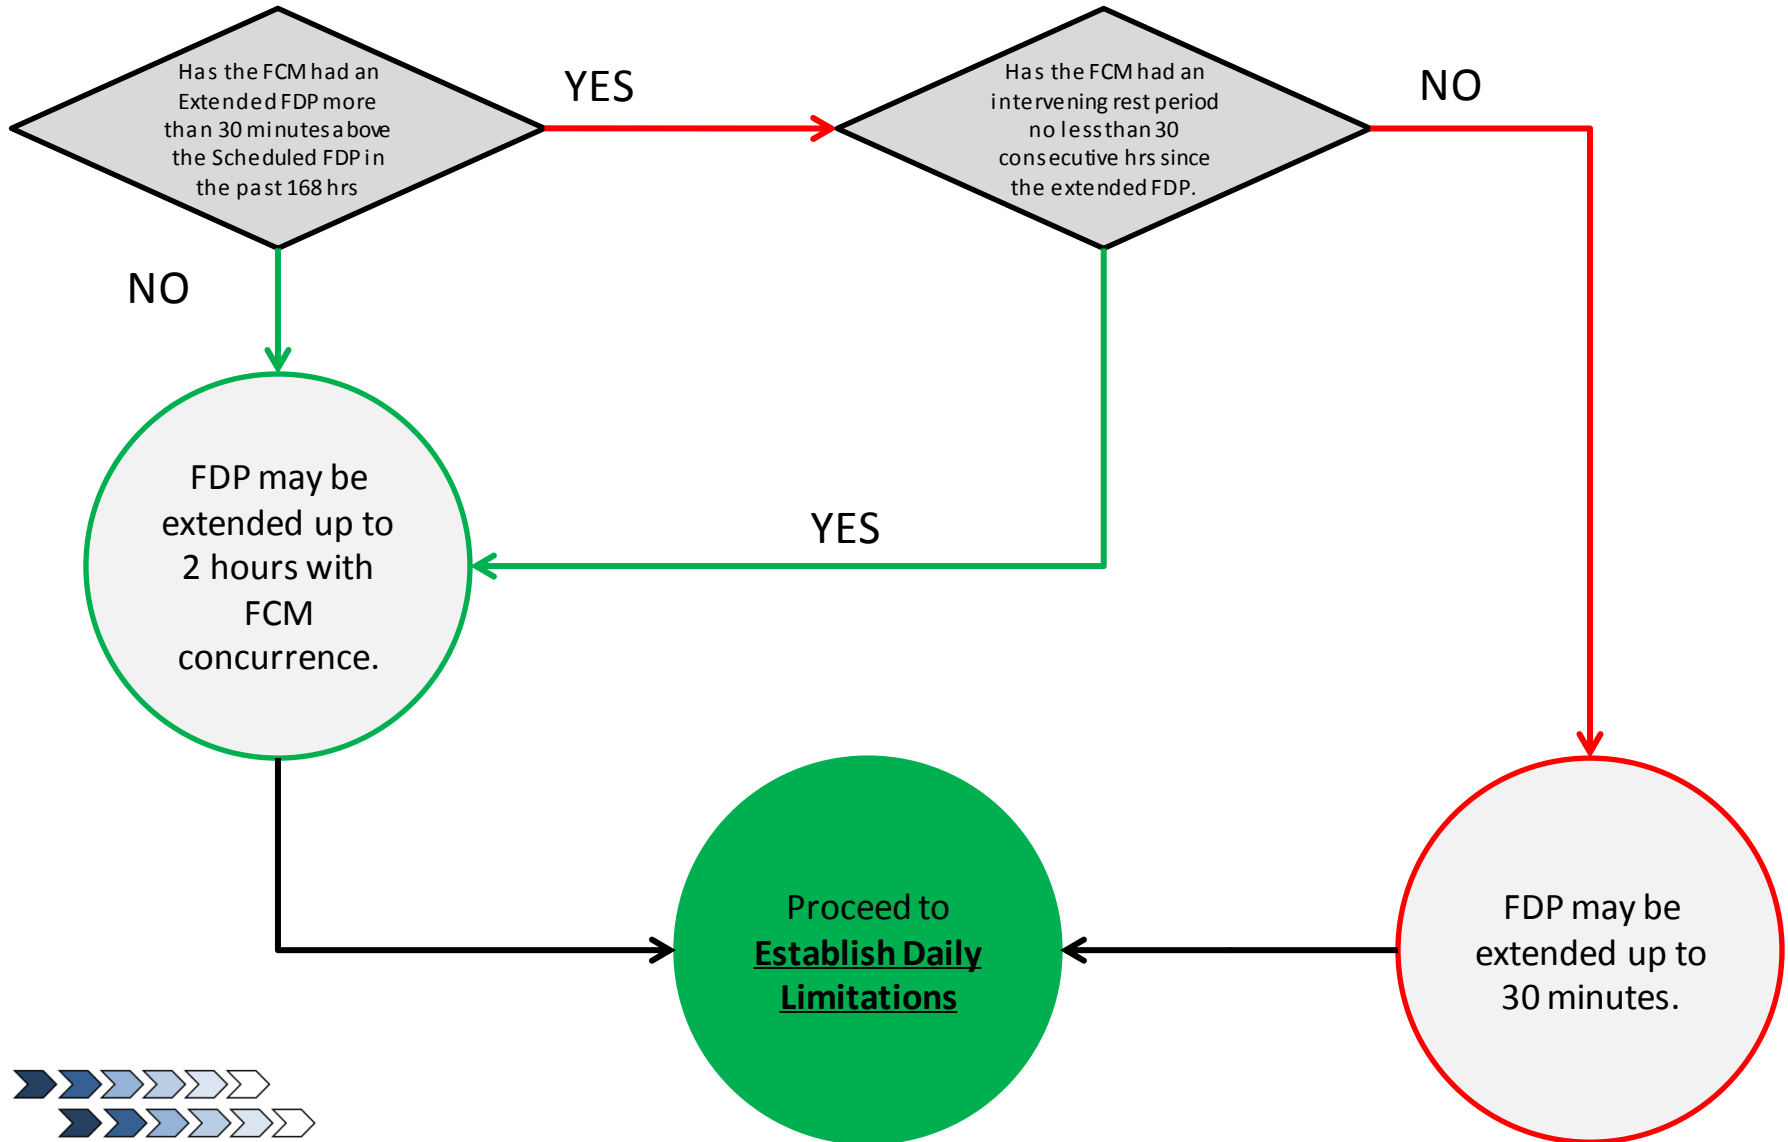 Has the FCM had an
Extended FDP more
than 30 minutes above
the Scheduled FDP in
the past 168 hrs
YES
Has the FCM had an
intervening rest period
no less than 30
consecutive hrs since
the extended FDP.
NO
NO
FDP may be
extended up to
2 hours with
FCM
concurrence.
YES
Proceed to
Establish Daily
Limitations
FDP may be
extended up to
30 minutes.